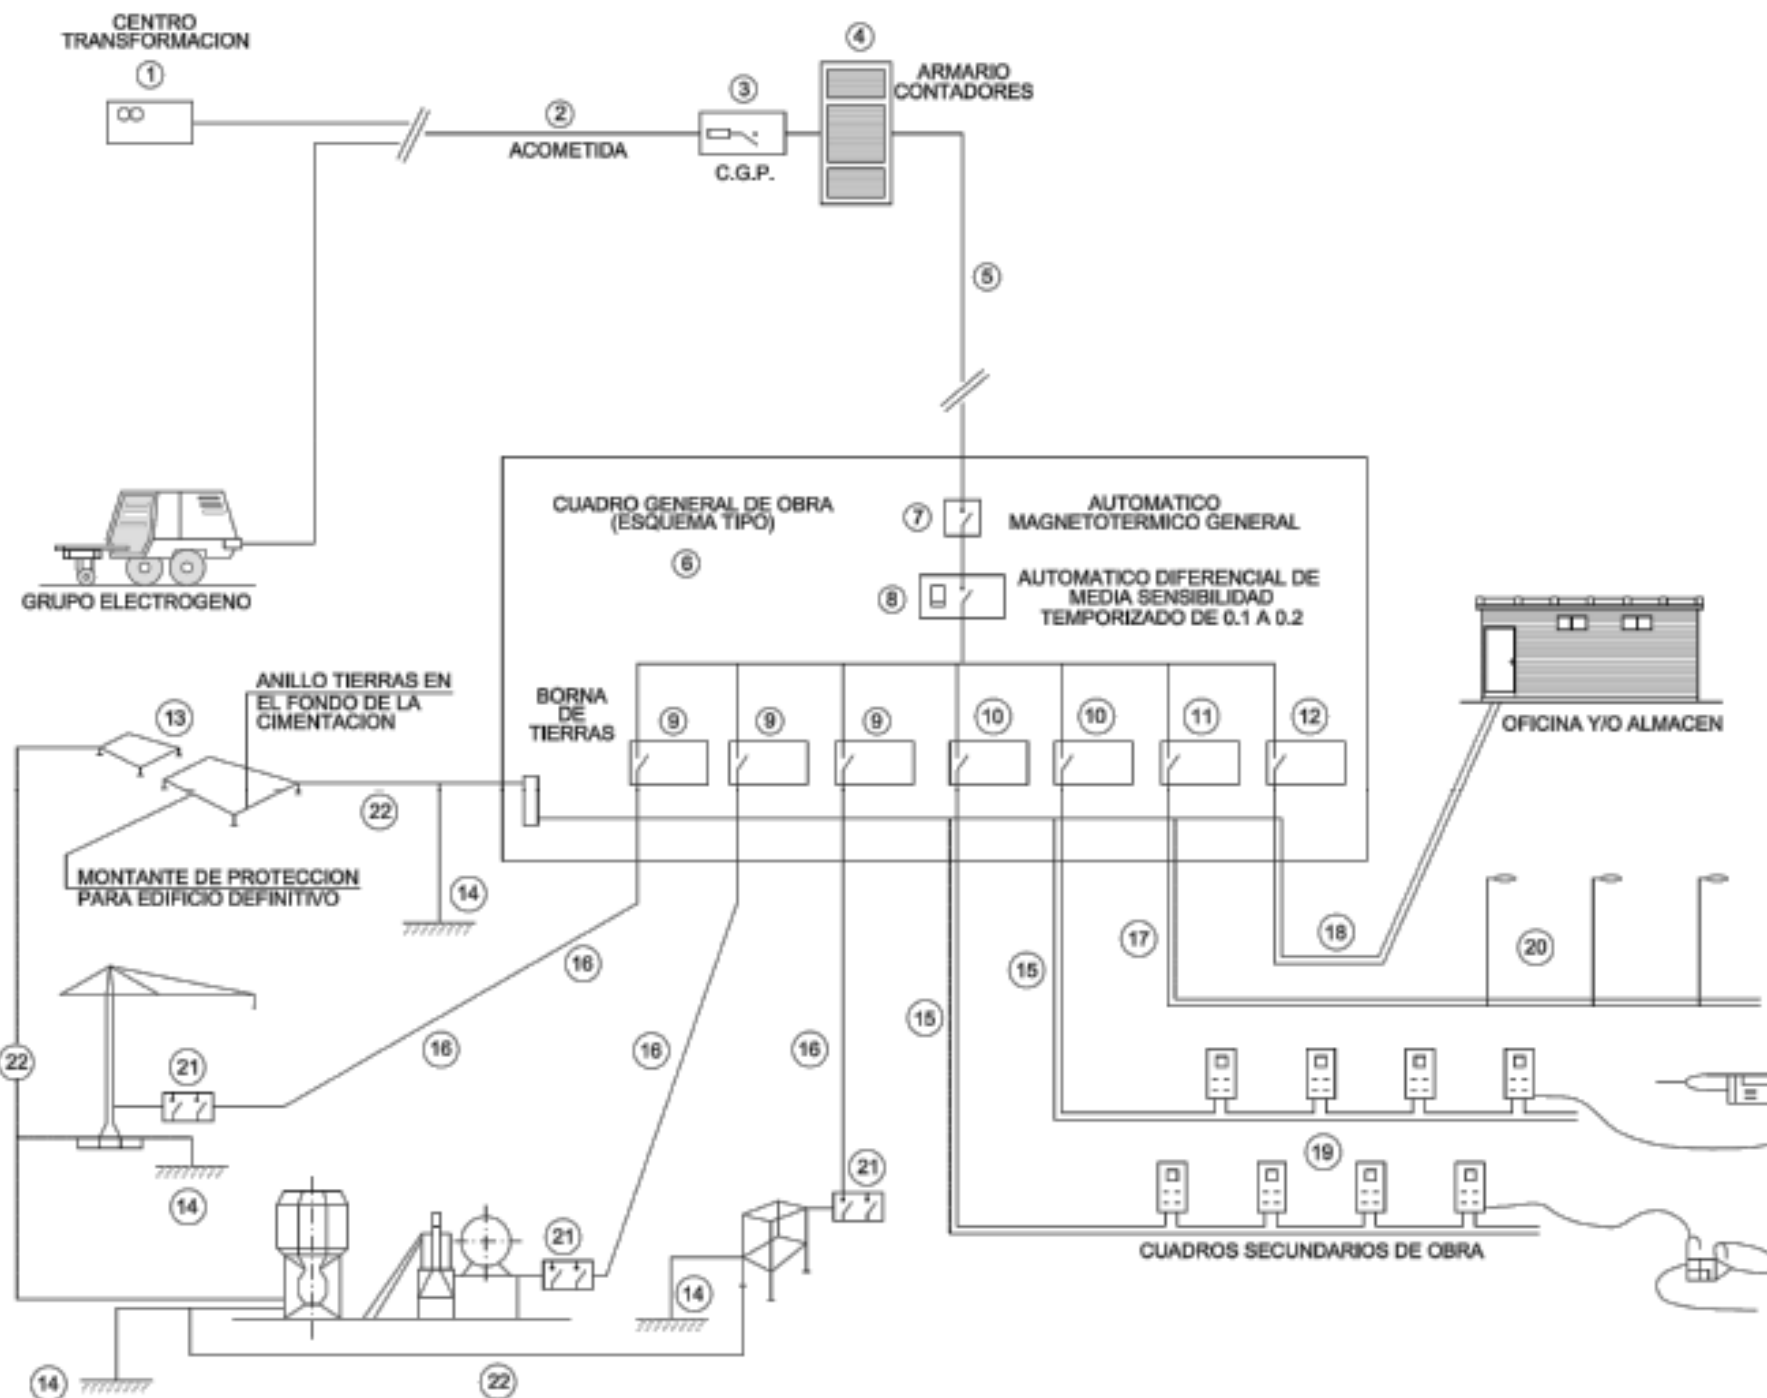 CENTRO
TRANSFORMACION
1
2
ACOMETIDA
3
C.G.P.
4
ARMARIO
CONTADORES
5
CUADRO GENERAL DE OBRA
(ESQUEMA TIPO)
6
7
AUTOMATICO
MAGNETOTERMICO GENERAL
8
AUTOMATICO DIFERENCIAL DE
MEDIA SENSIBILIDAD
TEMPORIZADO DE 0.1 A 0.2
GRUPO ELECTROGENO
ANILLO TIERRAS EN
EL FONDO DE LA
CIMENTACION
13
BORNA
DE
TIERRAS
9
9
9
10
10
11
12
OFICINA Y/O ALMACEN
22
MONTANTE DE PROTECCION
PARA EDIFICIO DEFINITIVO
14
16
16
16
16
15
15
17
18
20
22
21
14
21
21
14
19
CUADROS SECUNDARIOS DE OBRA
14
22